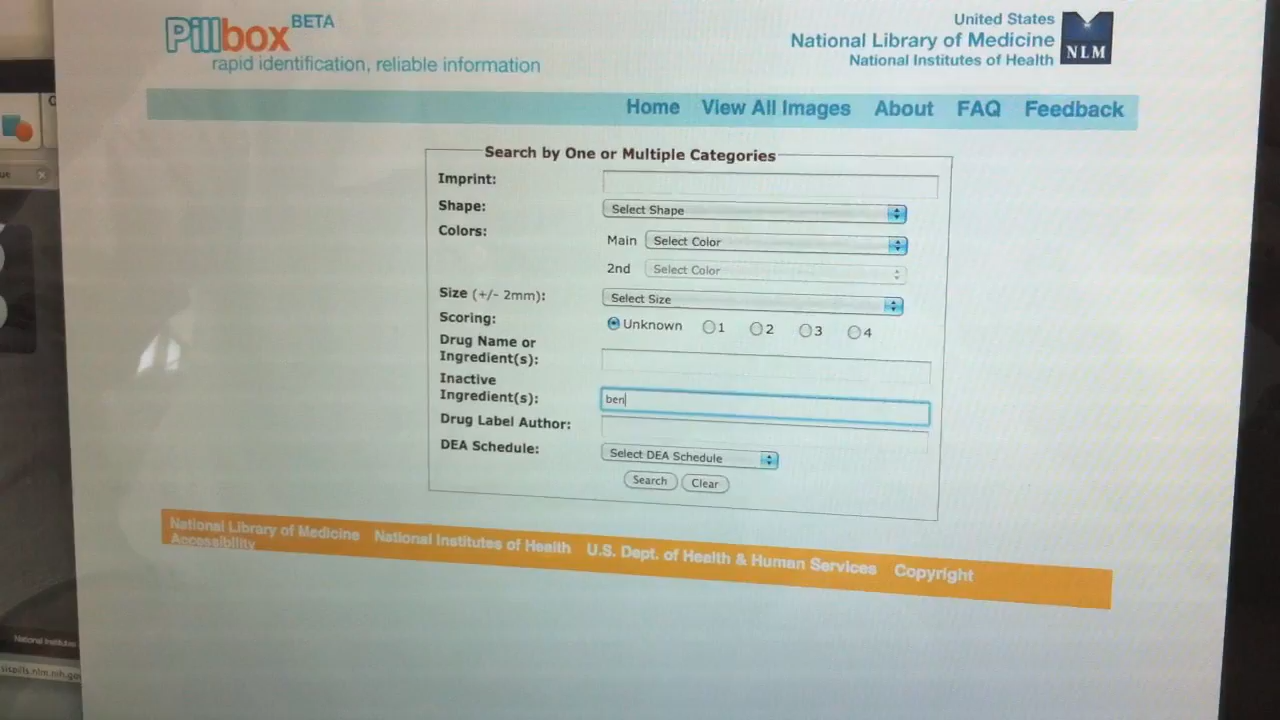 Pillbox BETA
rapid identification, reliable information
United States
National Library of Medicine
National Institutes of Health
NLM
Home View All Images About FAQ Feedback
Search by One or Multiple Categories
Imprint:
Shape: Select Shape
Colors: Main Select Color
2nd Select Color
Size (+/- 2mm): Select Size
Scoring: Unknown 1 2 3 4
Drug Name or
Ingredient(s):
Inactive
Ingredient(s): ben
Drug Label Author:
DEA Schedule: Select DEA Schedule
Search Clear
National Library of Medicine National Institutes of Health U.S. Dept. of Health & Human Services Copyright
Accessibility
National Institutes